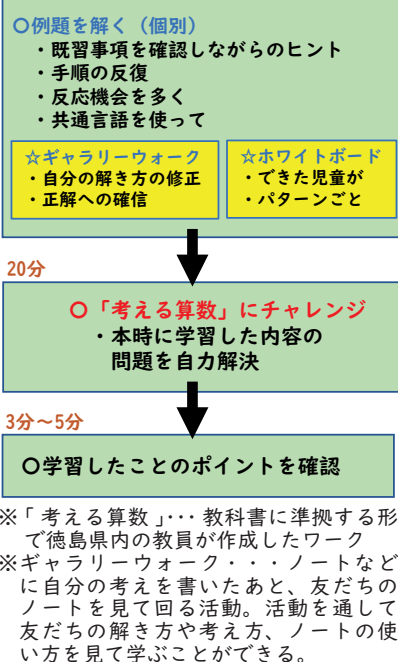 〇例題を解く（個別）
・既習事項を確認しながらのヒント
・手順の反復
・反応機会を多く
・共通言語を使って
☆ギャラリーウォーク
・自分の解き方の修正
・正解への確信
☆ホワイトボード
・できた児童が
・パターンごと
20分
〇「考える算数」にチャレンジ
・本時に学習した内容の
問題を自力解決
3分～5分
〇学習したことのポイントを確認
※「考える算数」･･･教科書に準拠する形
で徳島県内の教員が作成したワーク
※ギャラリーウォーク・・・ノートなど
に自分の考えを書いたあと、友だちの
ノートを見て回る活動。活動を通して
友だちの解き方や考え方、ノートの使
い方を見て学ぶことができる。